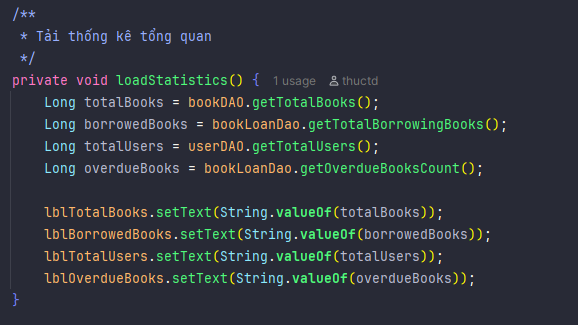 /**
 * Tải thống kê tổng quan
 */
private void loadStatistics() { 1 usage thuctd
    Long totalBooks = bookDAO.getTotalBooks();
    Long borrowedBooks = bookLoanDao.getTotalBorrowingBooks();
    Long totalUsers = userDAO.getTotalUsers();
    Long overdueBooks = bookLoanDao.getOverdueBooksCount();

    lblTotalBooks.setText(String.valueOf(totalBooks));
    lblBorrowedBooks.setText(String.valueOf(borrowedBooks));
    lblTotalUsers.setText(String.valueOf(totalUsers));
    lblOverdueBooks.setText(String.valueOf(overdueBooks));
}